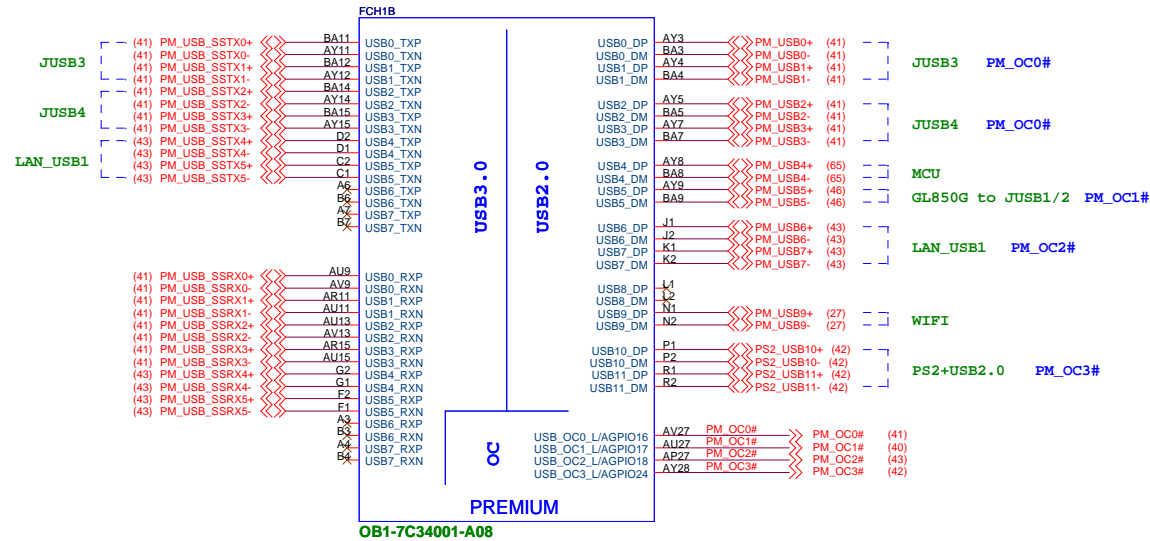 FCH1B
JUSB3
JUSB4
LAN_USB1
(41) PM_USB_SSTX0+ BA11 USB0_TXP
(41) PM_USB_SSTX0- AY11 USB0_TXN
(41) PM_USB_SSTX1+ BA12 USB1_TXP
(41) PM_USB_SSTX1- AY12 USB1_TXN
(41) PM_USB_SSTX2+ BA14 USB2_TXP
(41) PM_USB_SSTX2- AY14 USB2_TXN
(41) PM_USB_SSTX3+ BA15 USB3_TXP
(41) PM_USB_SSTX3- AY15 USB3_TXN
(43) PM_USB_SSTX4+ D2 USB4_TXP
(43) PM_USB_SSTX4- D1 USB4_TXN
(43) PM_USB_SSTX5+ C2 USB5_TXP
(43) PM_USB_SSTX5- C1 USB5_TXN
A6 USB6_TXP
B6 USB6_TXN
A7 USB7_TXP
B7 USB7_TXN
(41) PM_USB_SSRX0+ AU9 USB0_RXP
(41) PM_USB_SSRX0- AV9 USB0_RXN
(41) PM_USB_SSRX1+ AR11 USB1_RXP
(41) PM_USB_SSRX1- AU11 USB1_RXN
(41) PM_USB_SSRX2+ AU13 USB2_RXP
(41) PM_USB_SSRX2- AV13 USB2_RXN
(41) PM_USB_SSRX3+ AR15 USB3_RXP
(41) PM_USB_SSRX3- AU15 USB3_RXN
(43) PM_USB_SSRX4+ G2 USB4_RXP
(43) PM_USB_SSRX4- G1 USB4_RXN
(43) PM_USB_SSRX5+ F2 USB5_RXP
(43) PM_USB_SSRX5- F1 USB5_RXN
A3 USB6_RXP
B3 USB6_RXN
A4 USB7_RXP
B4 USB7_RXN
USB3.0
USB2.0
OC
PREMIUM
USB0_DP AY3 PM_USB0+ (41)
USB0_DM BA3 PM_USB0- (41)
USB1_DP AY4 PM_USB1+ (41)
USB1_DM BA4 PM_USB1- (41)
JUSB3 PM_OC0#
USB2_DP AY5 PM_USB2+ (41)
USB2_DM BA5 PM_USB2- (41)
USB3_DP AY7 PM_USB3+ (41)
USB3_DM BA7 PM_USB3- (41)
JUSB4 PM_OC0#
USB4_DP AY8 PM_USB4+ (65)
USB4_DM BA8 PM_USB4- (65)
MCU
USB5_DP AY9 PM_USB5+ (46)
USB5_DM BA9 PM_USB5- (46)
GL850G to JUSB1/2 PM_OC1#
USB6_DP J1 PM_USB6+ (43)
USB6_DM J2 PM_USB6- (43)
USB7_DP K1 PM_USB7+ (43)
USB7_DM K2 PM_USB7- (43)
LAN_USB1 PM_OC2#
USB8_DP L1
USB8_DM L2
USB9_DP N1 PM_USB9+ (27)
USB9_DM N2 PM_USB9- (27)
WIFI
USB10_DP P1 PS2_USB10+ (42)
USB10_DM P2 PS2_USB10- (42)
USB11_DP R1 PS2_USB11+ (42)
USB11_DM R2 PS2_USB11- (42)
PS2+USB2.0 PM_OC3#
USB_OC0_L/AGPIO16 AV27 PM_OC0# PM_OC0# (41)
USB_OC1_L/AGPIO17 AU27 PM_OC1# PM_OC1# (40)
USB_OC2_L/AGPIO18 AP27 PM_OC2# PM_OC2# (43)
USB_OC3_L/AGPIO24 AY28 PM_OC3# PM_OC3# (42)
OB1-7C34001-A08